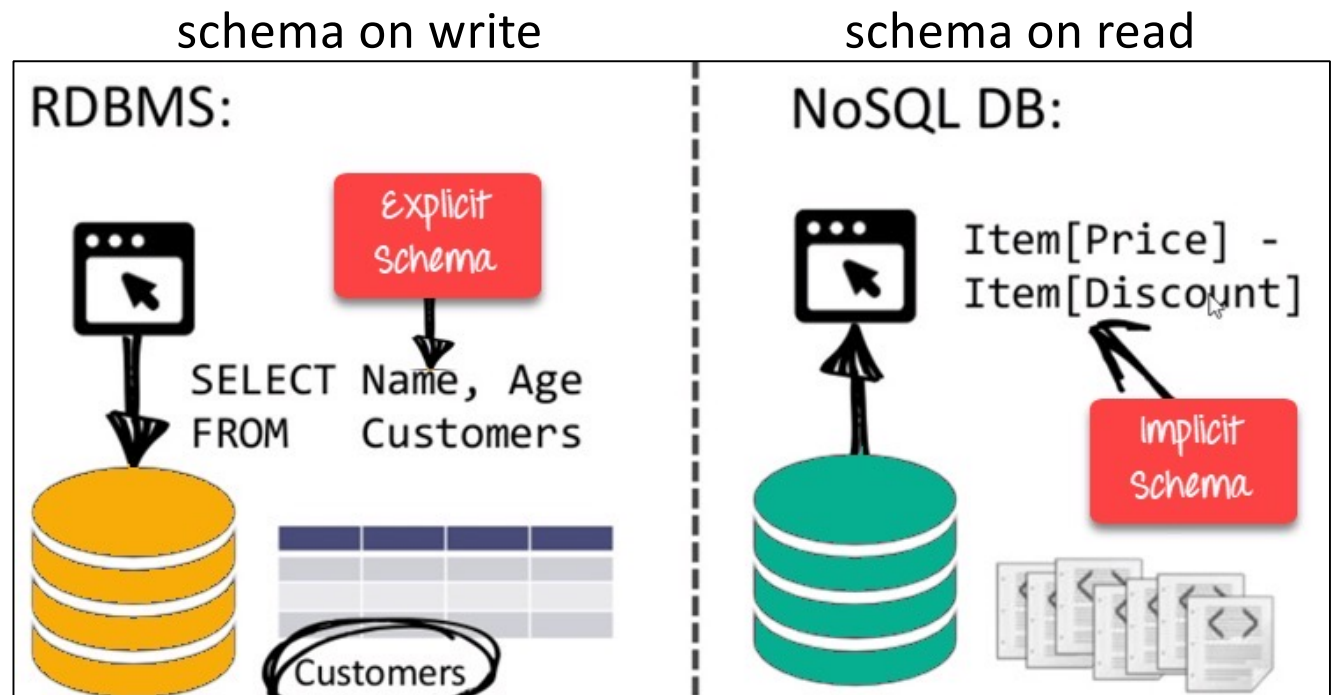 schema on write
schema on read
RDBMS:
Explicit
Schema
SELECT Name, Age
FROM Customers
Customers
NoSQL DB:
Item[Price] -
Item[Discount]
Implicit
Schema